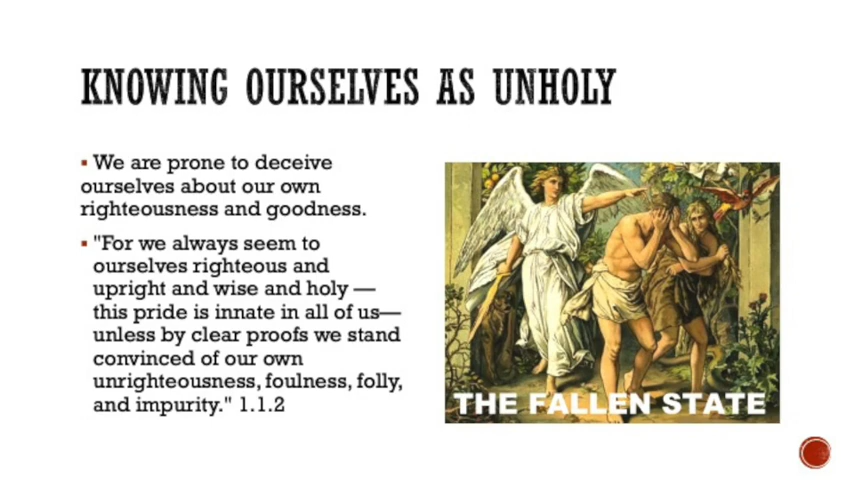 KNOWING OURSELVES AS UNHOLY
▪ We are prone to deceive
ourselves about our own
righteousness and goodness.
▪ "For we always seem to
ourselves righteous and
upright and wise and holy —
this pride is innate in all of us—
unless by clear proofs we stand
convinced of our own
unrighteousness, foulness, folly,
and impurity." 1.1.2
THE FALLEN STATE